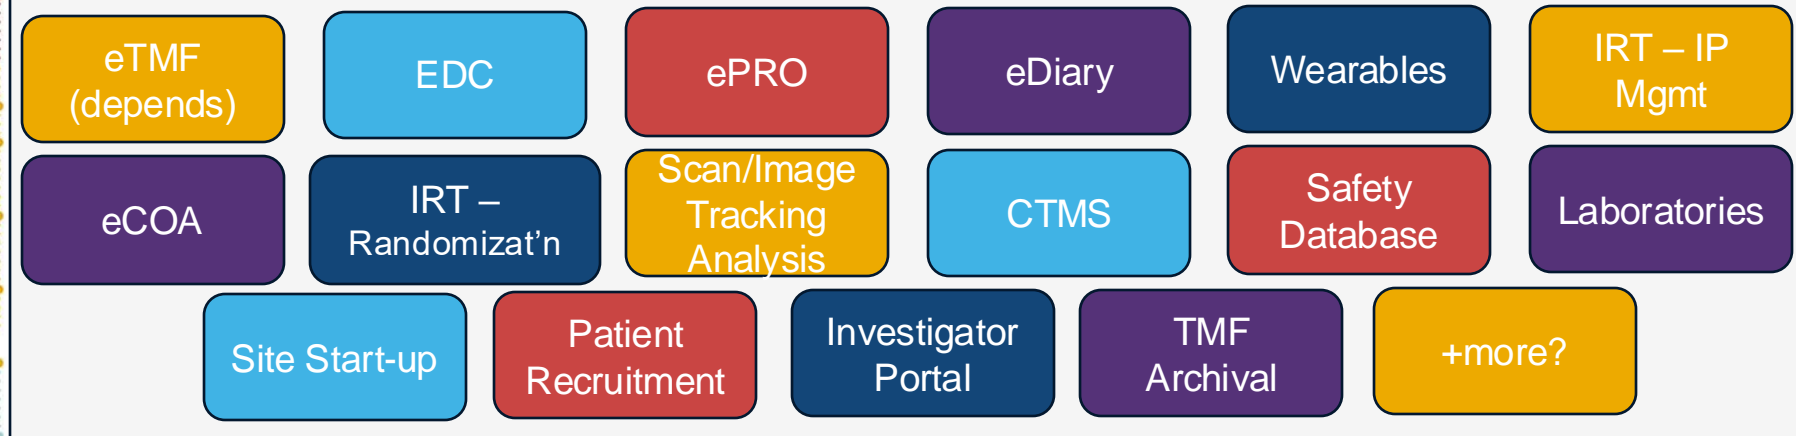 eTMF
(depends)
EDC
ePRO
eDiary
Wearables
IRT – IP
Mgmt
eCOA
IRT –
Randomizat’n
Scan/Image
Tracking
Analysis
CTMS
Safety
Database
Laboratories
Site Start-up
Patient
Recruitment
Investigator
Portal
TMF
Archival
+more?